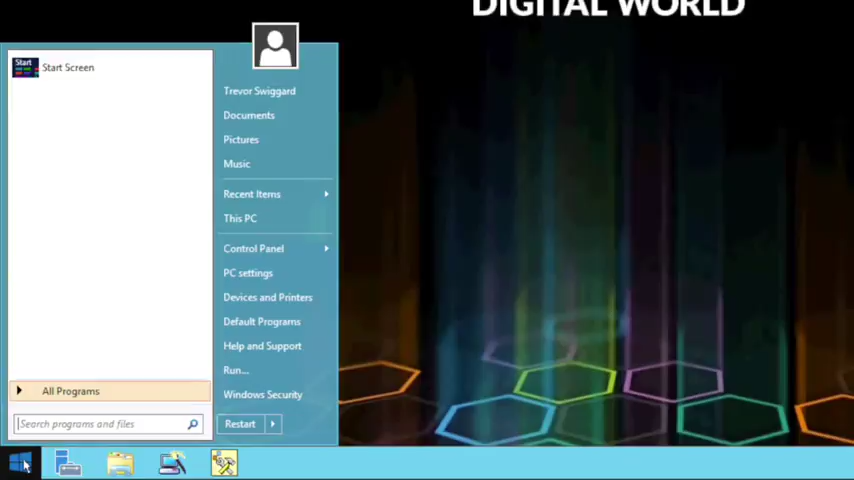 DIGITAL WORLD
Start
Start Screen
Trevor Swiggard
Documents
Pictures
Music
Recent Items
This PC
Control Panel
PC settings
Devices and Printers
Default Programs
Help and Support
Run...
Windows Security
All Programs
Search programs and files
Restart